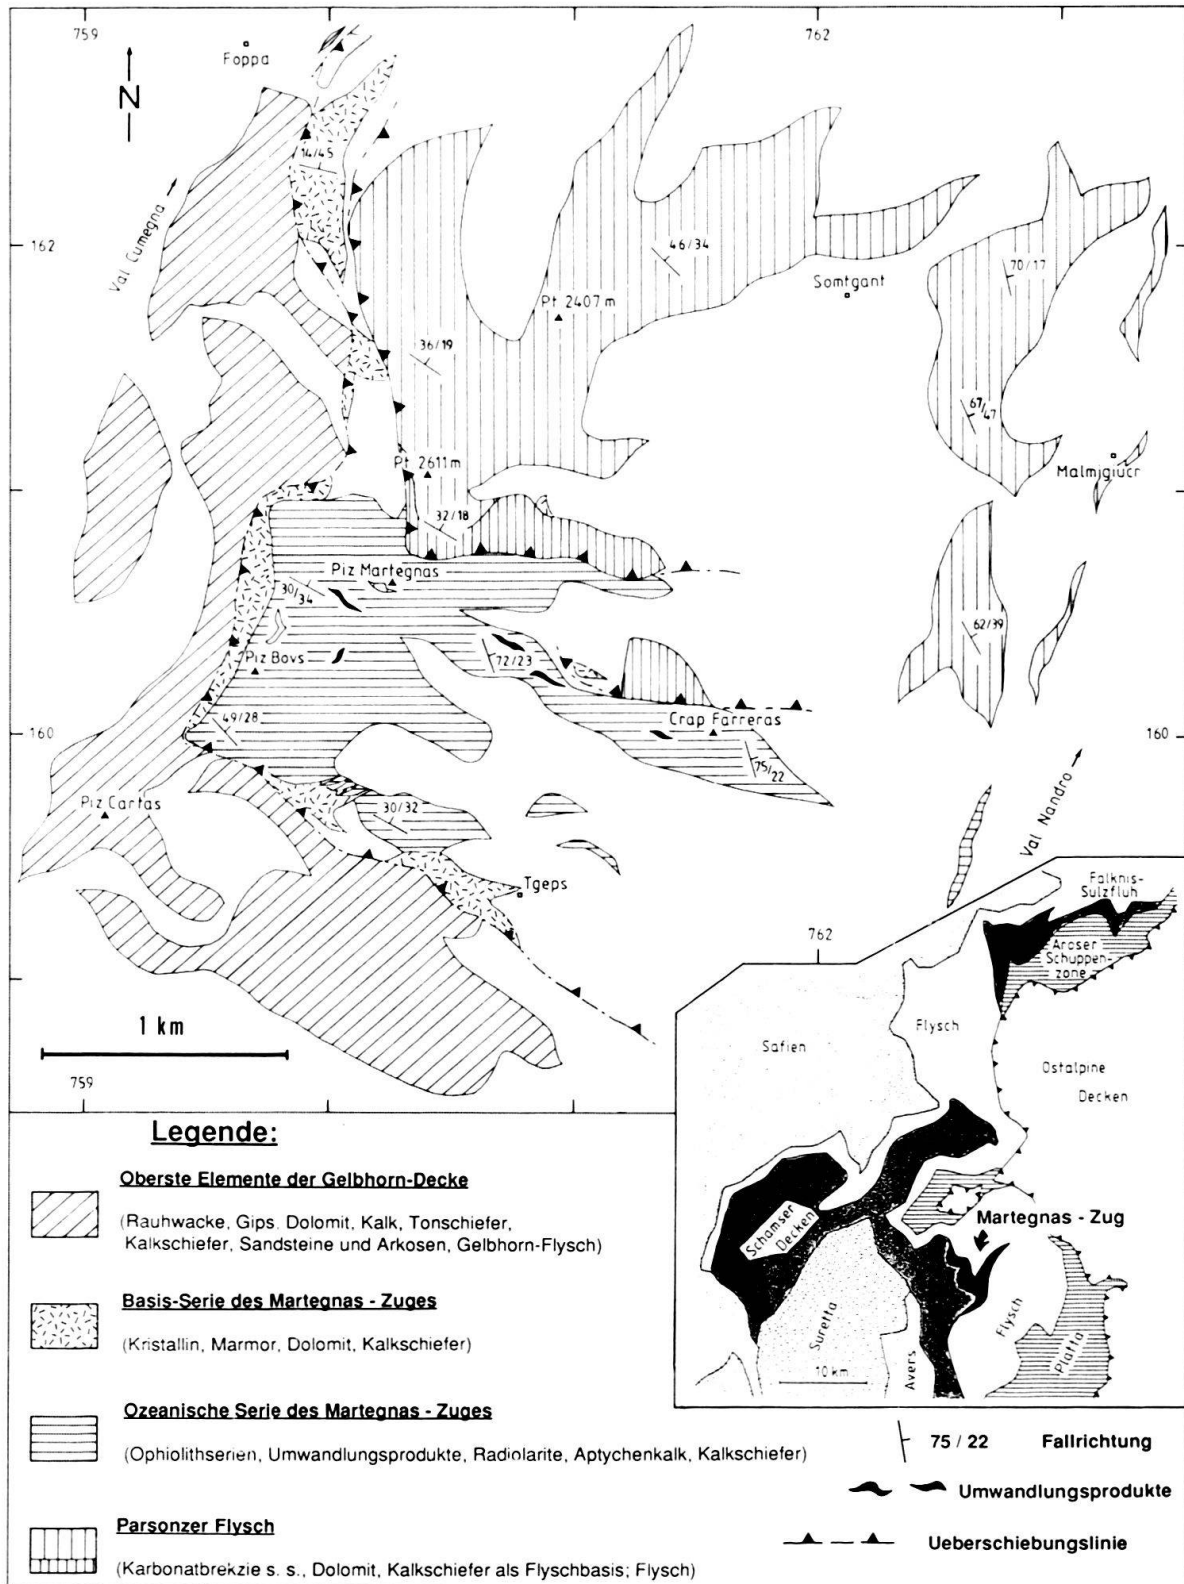 759
762
Foppa
N
14/45
Val Cumegna
162
46/34
70/17
Somtgant
Pt 2407 m
36/19
67/47
Pt 2611 m
Malmigiucr
32/18
Piz Martegnas
30/34
62/39
Piz Bovs
72/23
49/28
Crap Farreras
160
160
75/22
Piz Cartas
30/32
Val Nandro
Tgeps
1 km
759
762
Falknis-
Sulzfluh
Aroser
Schuppen-
zone
Flysch
Safien
Ostalpine
Decken
Schamser
Decken
Martegnas - Zug
Suretta
Avers
Flysch
Platta
10 km
Legende:
Oberste Elemente der Gelbhorn-Decke
(Rauhwacke, Gips, Dolomit, Kalk, Tonschiefer,
Kalkschiefer, Sandsteine und Arkosen, Gelbhorn-Flysch)
Basis-Serie des Martegnas - Zuges
(Kristallin, Marmor, Dolomit, Kalkschiefer)
Ozeanische Serie des Martegnas - Zuges
(Ophiolithserien, Umwandlungsprodukte, Radiolarite, Aptychenkalk, Kalkschiefer)
75 / 22 Fallrichtung
Umwandlungsprodukte
Parsonzer Flysch
Ueberschiebungslinie
(Karbonatbrekzie s. s., Dolomit, Kalkschiefer als Flyschbasis; Flysch)